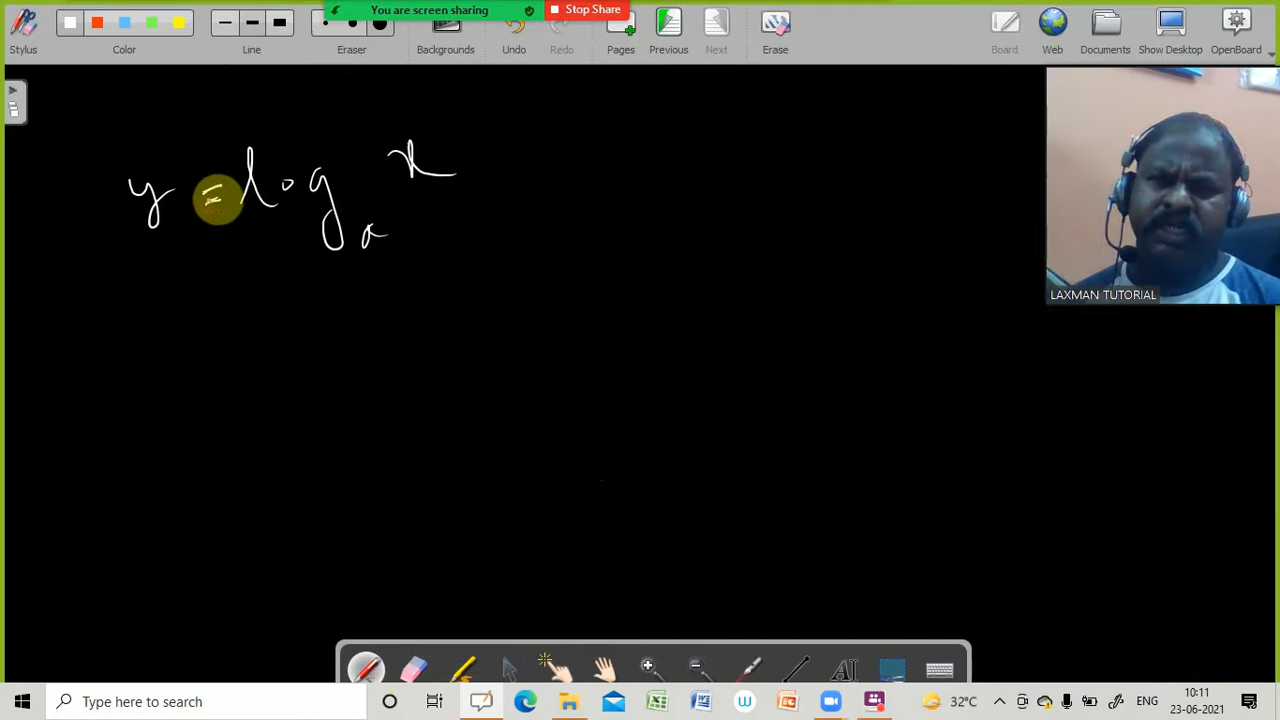 You are screen sharing
Stop Share
Stylus
Color
Line
Eraser
Backgrounds
Undo
Redo
Pages
Previous
Next
Erase
Board
Web
Documents
Show Desktop
OpenBoard
y = log a x
LAXMAN TUTORIAL
AI
Type here to search
32°C
ENG
10:11
23-06-2021